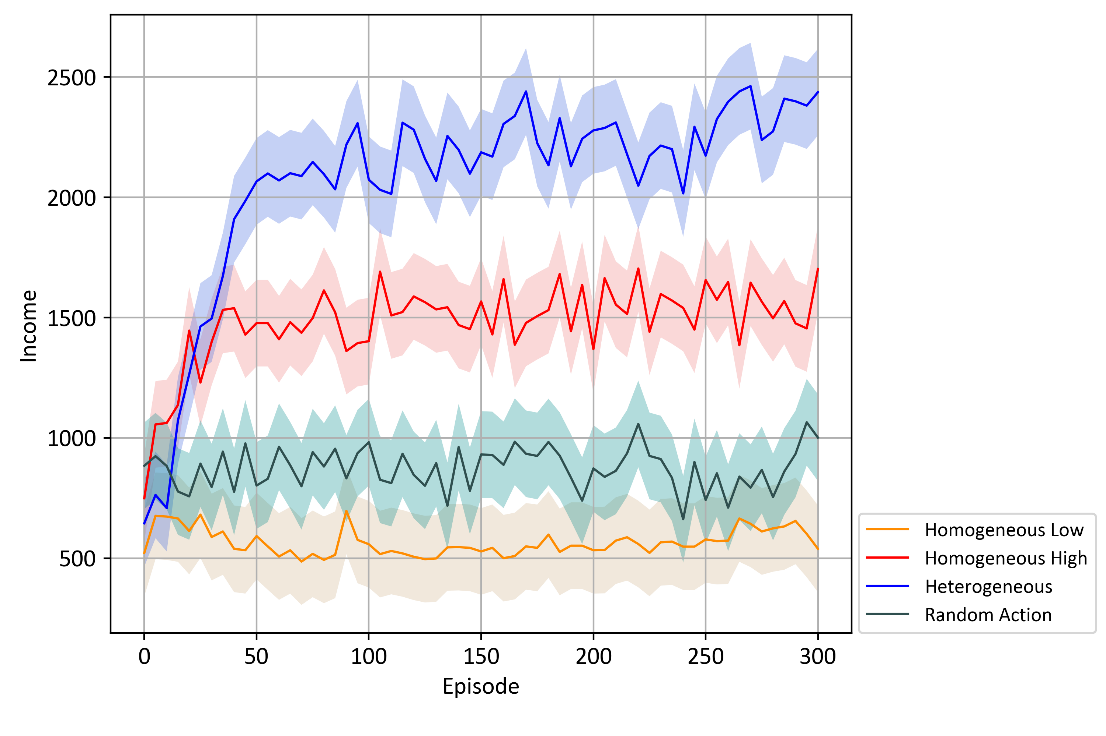 2500
2000
1500
1000
500
Income
0 50 100 150 200 250 300
Episode
Homogeneous Low
Homogeneous High
Heterogeneous
Random Action